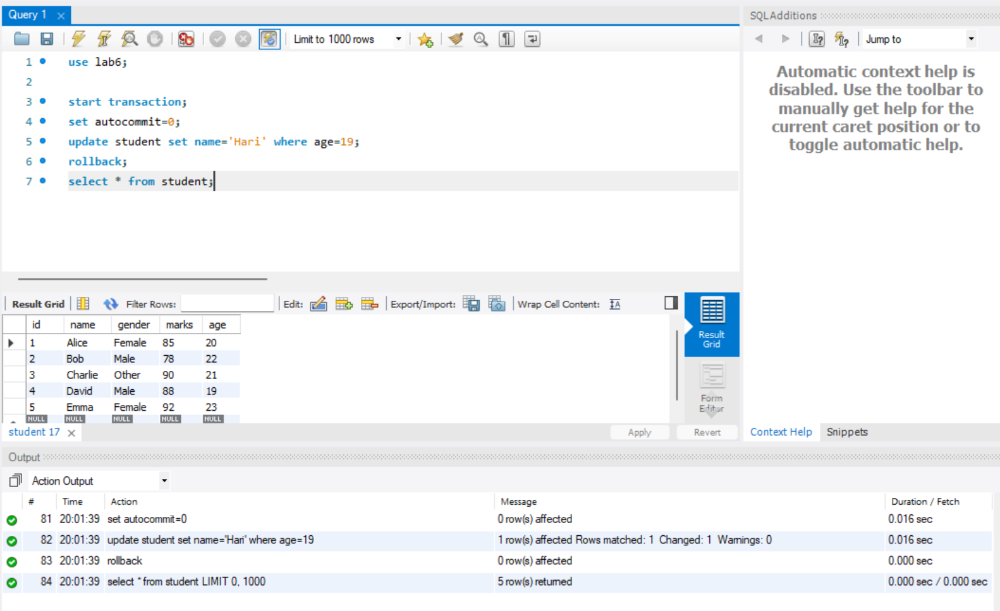 Query 1
SQLAdditions
Limit to 1000 rows
Jump to
1 use lab6;
2
3 start transaction;
4 set autocommit=0;
5 update student set name='Hari' where age=19;
6 rollback;
7 select * from student;
Automatic context help is
disabled. Use the toolbar to
manually get help for the
current caret position or to
toggle automatic help.
Result Grid Filter Rows: Edit: Export/Import: Wrap Cell Content:
id name gender marks age
1 Alice Female 85 20
2 Bob Male 78 22
3 Charlie Other 90 21
4 David Male 88 19
5 Emma Female 92 23
NULL NULL NULL NULL NULL
Result
Grid
Form
Editor
student 17
Apply Revert
Context Help Snippets
Output
Action Output
# Time Action Message Duration / Fetch
81 20:01:39 set autocommit=0 0 row(s) affected 0.016 sec
82 20:01:39 update student set name='Hari' where age=19 1 row(s) affected Rows matched: 1 Changed: 1 Warnings: 0 0.016 sec
83 20:01:39 rollback 0 row(s) affected 0.000 sec
84 20:01:39 select * from student LIMIT 0, 1000 5 row(s) returned 0.000 sec / 0.000 sec